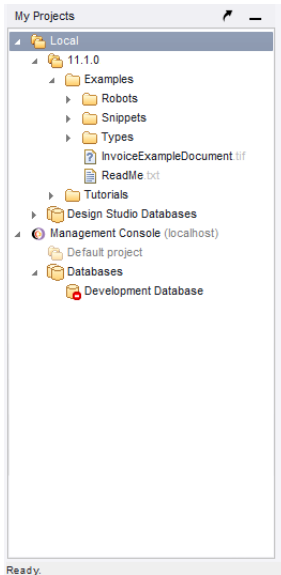 My Projects
Local
11.1.0
Examples
Robots
Snippets
Types
InvoiceExampleDocument.tif
ReadMe.txt
Tutorials
Design Studio Databases
Management Console (localhost)
Default project
Databases
Development Database
Ready.